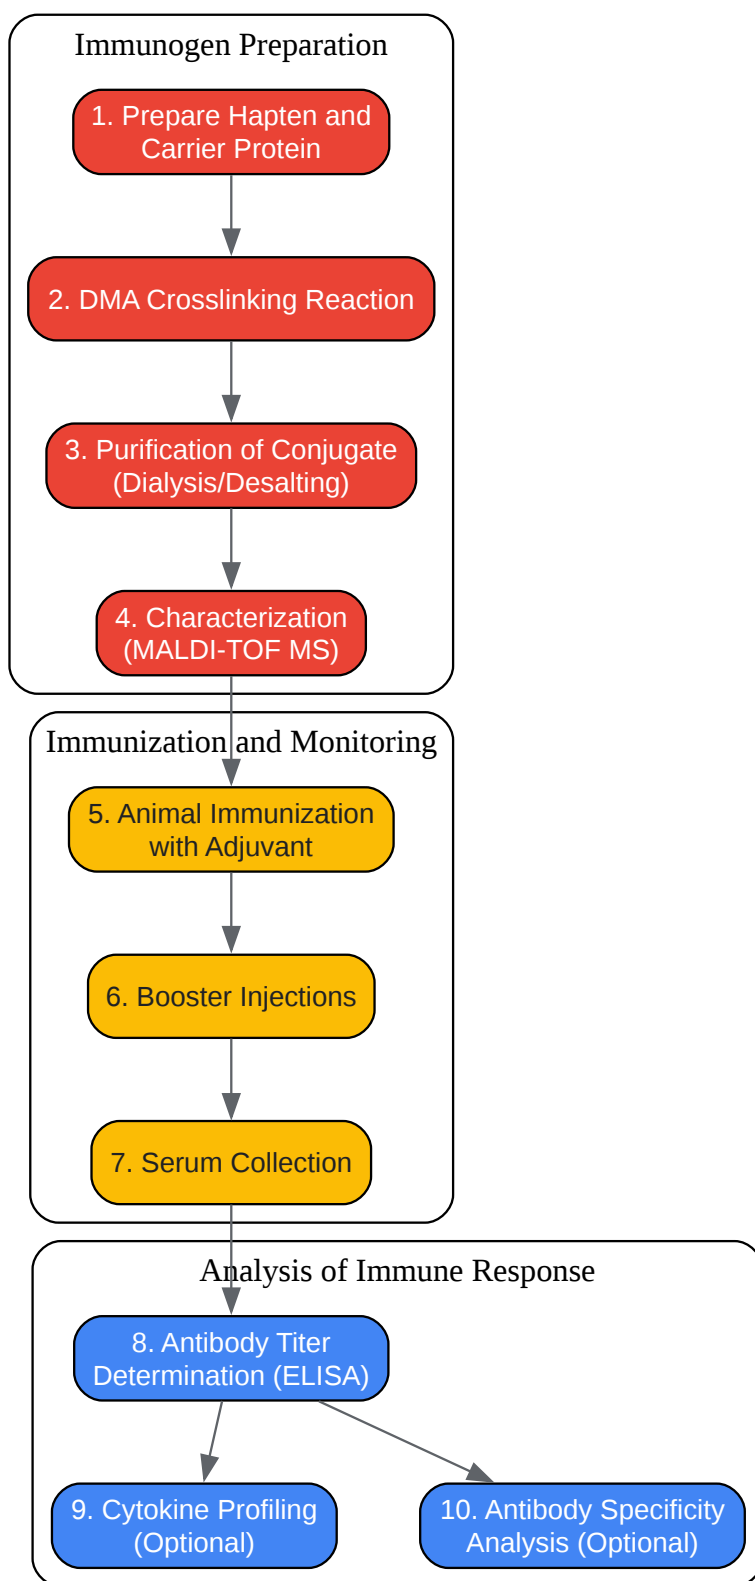 Immunogen Preparation
1. Prepare Hapten and
Carrier Protein
2. DMA Crosslinking Reaction
3. Purification of Conjugate
(Dialysis/Desalting)
4. Characterization
(MALDI-TOF MS)
Immunization and Monitoring
5. Animal Immunization
with Adjuvant
6. Booster Injections
7. Serum Collection
Analysis of Immune Response
8. Antibody Titer
Determination (ELISA)
9. Cytokine Profiling
(Optional)
10. Antibody Specificity
Analysis (Optional)